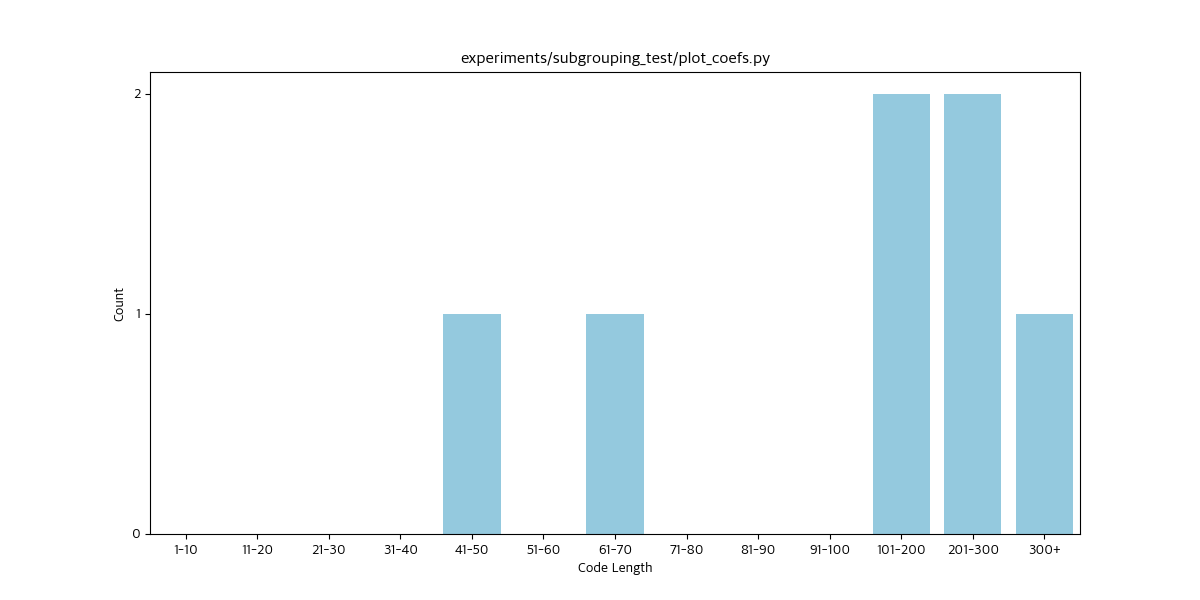 experiments/subgrouping_test/plot_coefs.py
2
1
0
Count
1-10 11-20 21-30 31-40 41-50 51-60 61-70 71-80 81-90 91-100 101-200 201-300 300+
Code Length